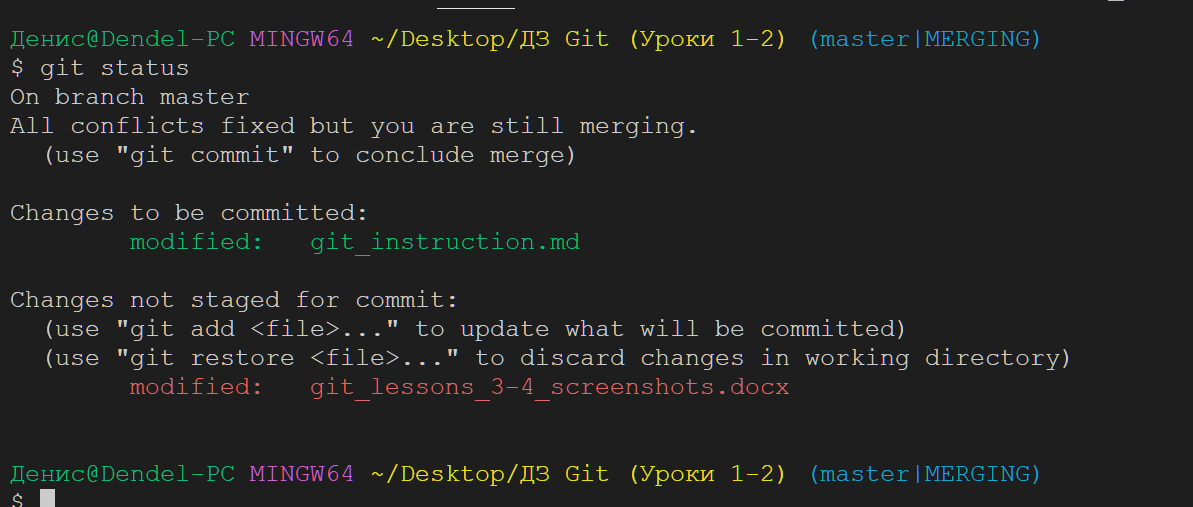 Денис@Dendel-PC MINGW64 ~/Desktop/ДЗ Git (Уроки 1-2) (master|MERGING)
$ git status
On branch master
All conflicts fixed but you are still merging.
  (use "git commit" to conclude merge)

Changes to be committed:
        modified:   git_instruction.md

Changes not staged for commit:
  (use "git add <file>..." to update what will be committed)
  (use "git restore <file>..." to discard changes in working directory)
        modified:   git_lessons_3-4_screenshots.docx

Денис@Dendel-PC MINGW64 ~/Desktop/ДЗ Git (Уроки 1-2) (master|MERGING)
$